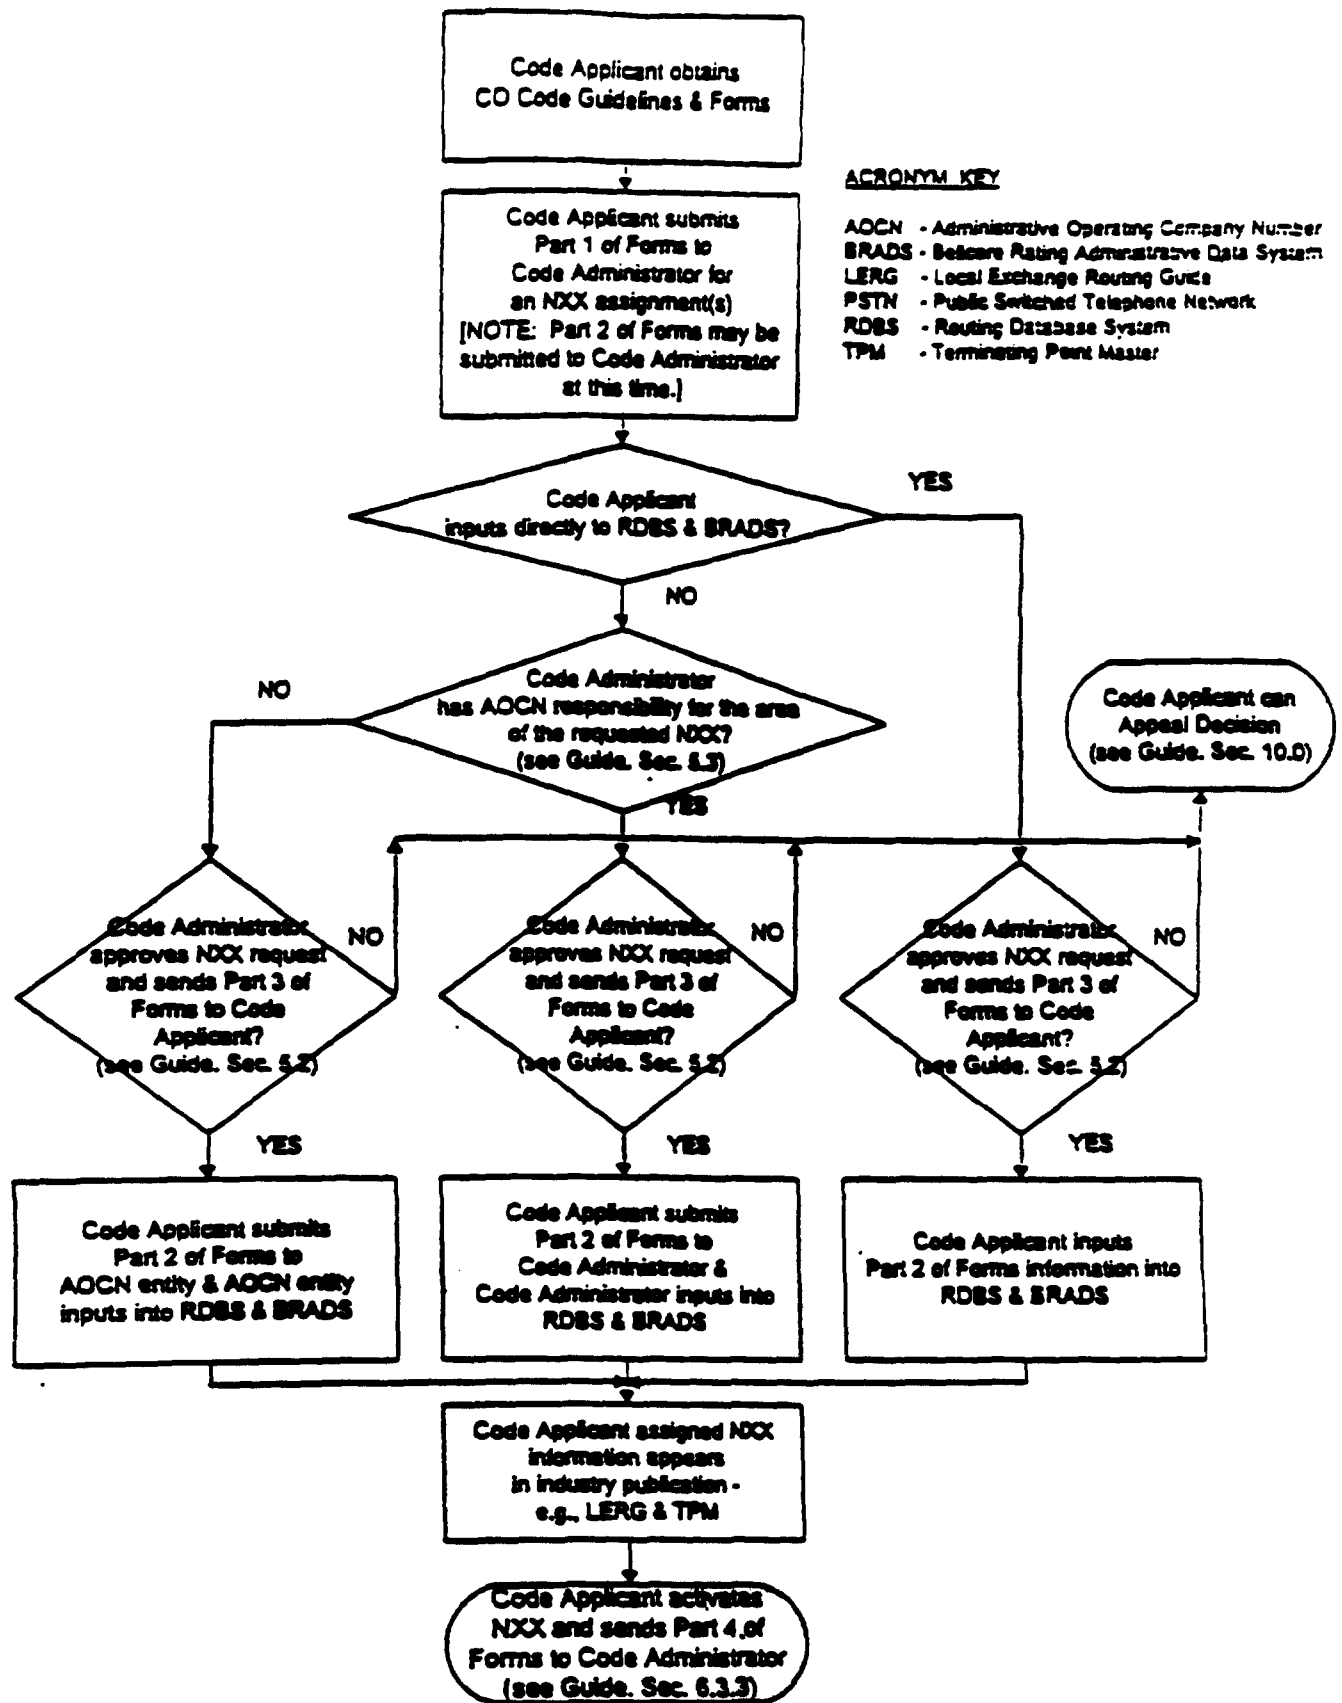 Code Applicant obtains
CO Code Guidelines & Forms
ACRONYM KEY
AOCN - Administrative Operating Company Number
BRADS - Bellcore Rating Administrative Data System
LERG - Local Exchange Routing Guide
PSTN - Public Switched Telephone Network
RDBS - Routing Database System
TPM - Terminating Point Master
Code Applicant submits
Part 1 of Forms to
Code Administrator for
an NXX assignment(s)
[NOTE: Part 2 of Forms may be
submitted to Code Administrator
at this time.]
YES
Code Applicant
inputs directly to RDBS & BRADS?
NO
NO
Code Administrator
has AOCN responsibility for the area
of the requested NXX?
(see Guide. Sec. 5.3)
YES
Code Applicant can
Appeal Decision
(see Guide. Sec. 10.0)
Code Administrator
approves NXX request
and sends Part 3 of
Forms to Code
Applicant?
(see Guide. Sec. 5.2)
NO
YES
Code Administrator
approves NXX request
and sends Part 3 of
Forms to Code
Applicant?
(see Guide. Sec. 5.2)
NO
YES
Code Administrator
approves NXX request
and sends Part 3 of
Forms to Code
Applicant?
(see Guide. Sec. 5.2)
NO
YES
Code Applicant submits
Part 2 of Forms to
AOCN entity & AOCN entity
inputs into RDBS & BRADS
Code Applicant submits
Part 2 of Forms to
Code Administrator &
Code Administrator inputs into
RDBS & BRADS
Code Applicant inputs
Part 2 of Forms information into
RDBS & BRADS
Code Applicant assigned NXX
information appears
in industry publication -
e.g., LERG & TPM
Code Applicant activates
NXX and sends Part 4 of
Forms to Code Administrator
(see Guide. Sec. 6.3.3)